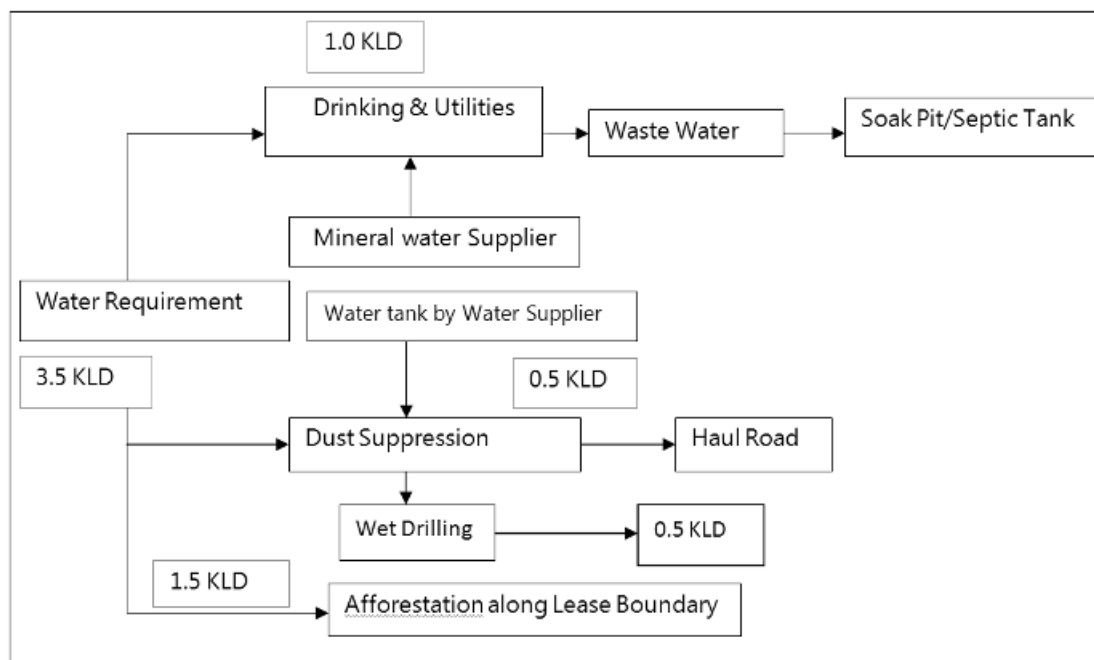 1.0 KLD
Drinking & Utilities
Waste Water
Soak Pit/Septic Tank
Mineral water Supplier
Water Requirement
Water tank by Water Supplier
3.5 KLD
0.5 KLD
Dust Suppression
Haul Road
Wet Drilling
0.5 KLD
1.5 KLD
Afforestation along Lease Boundary